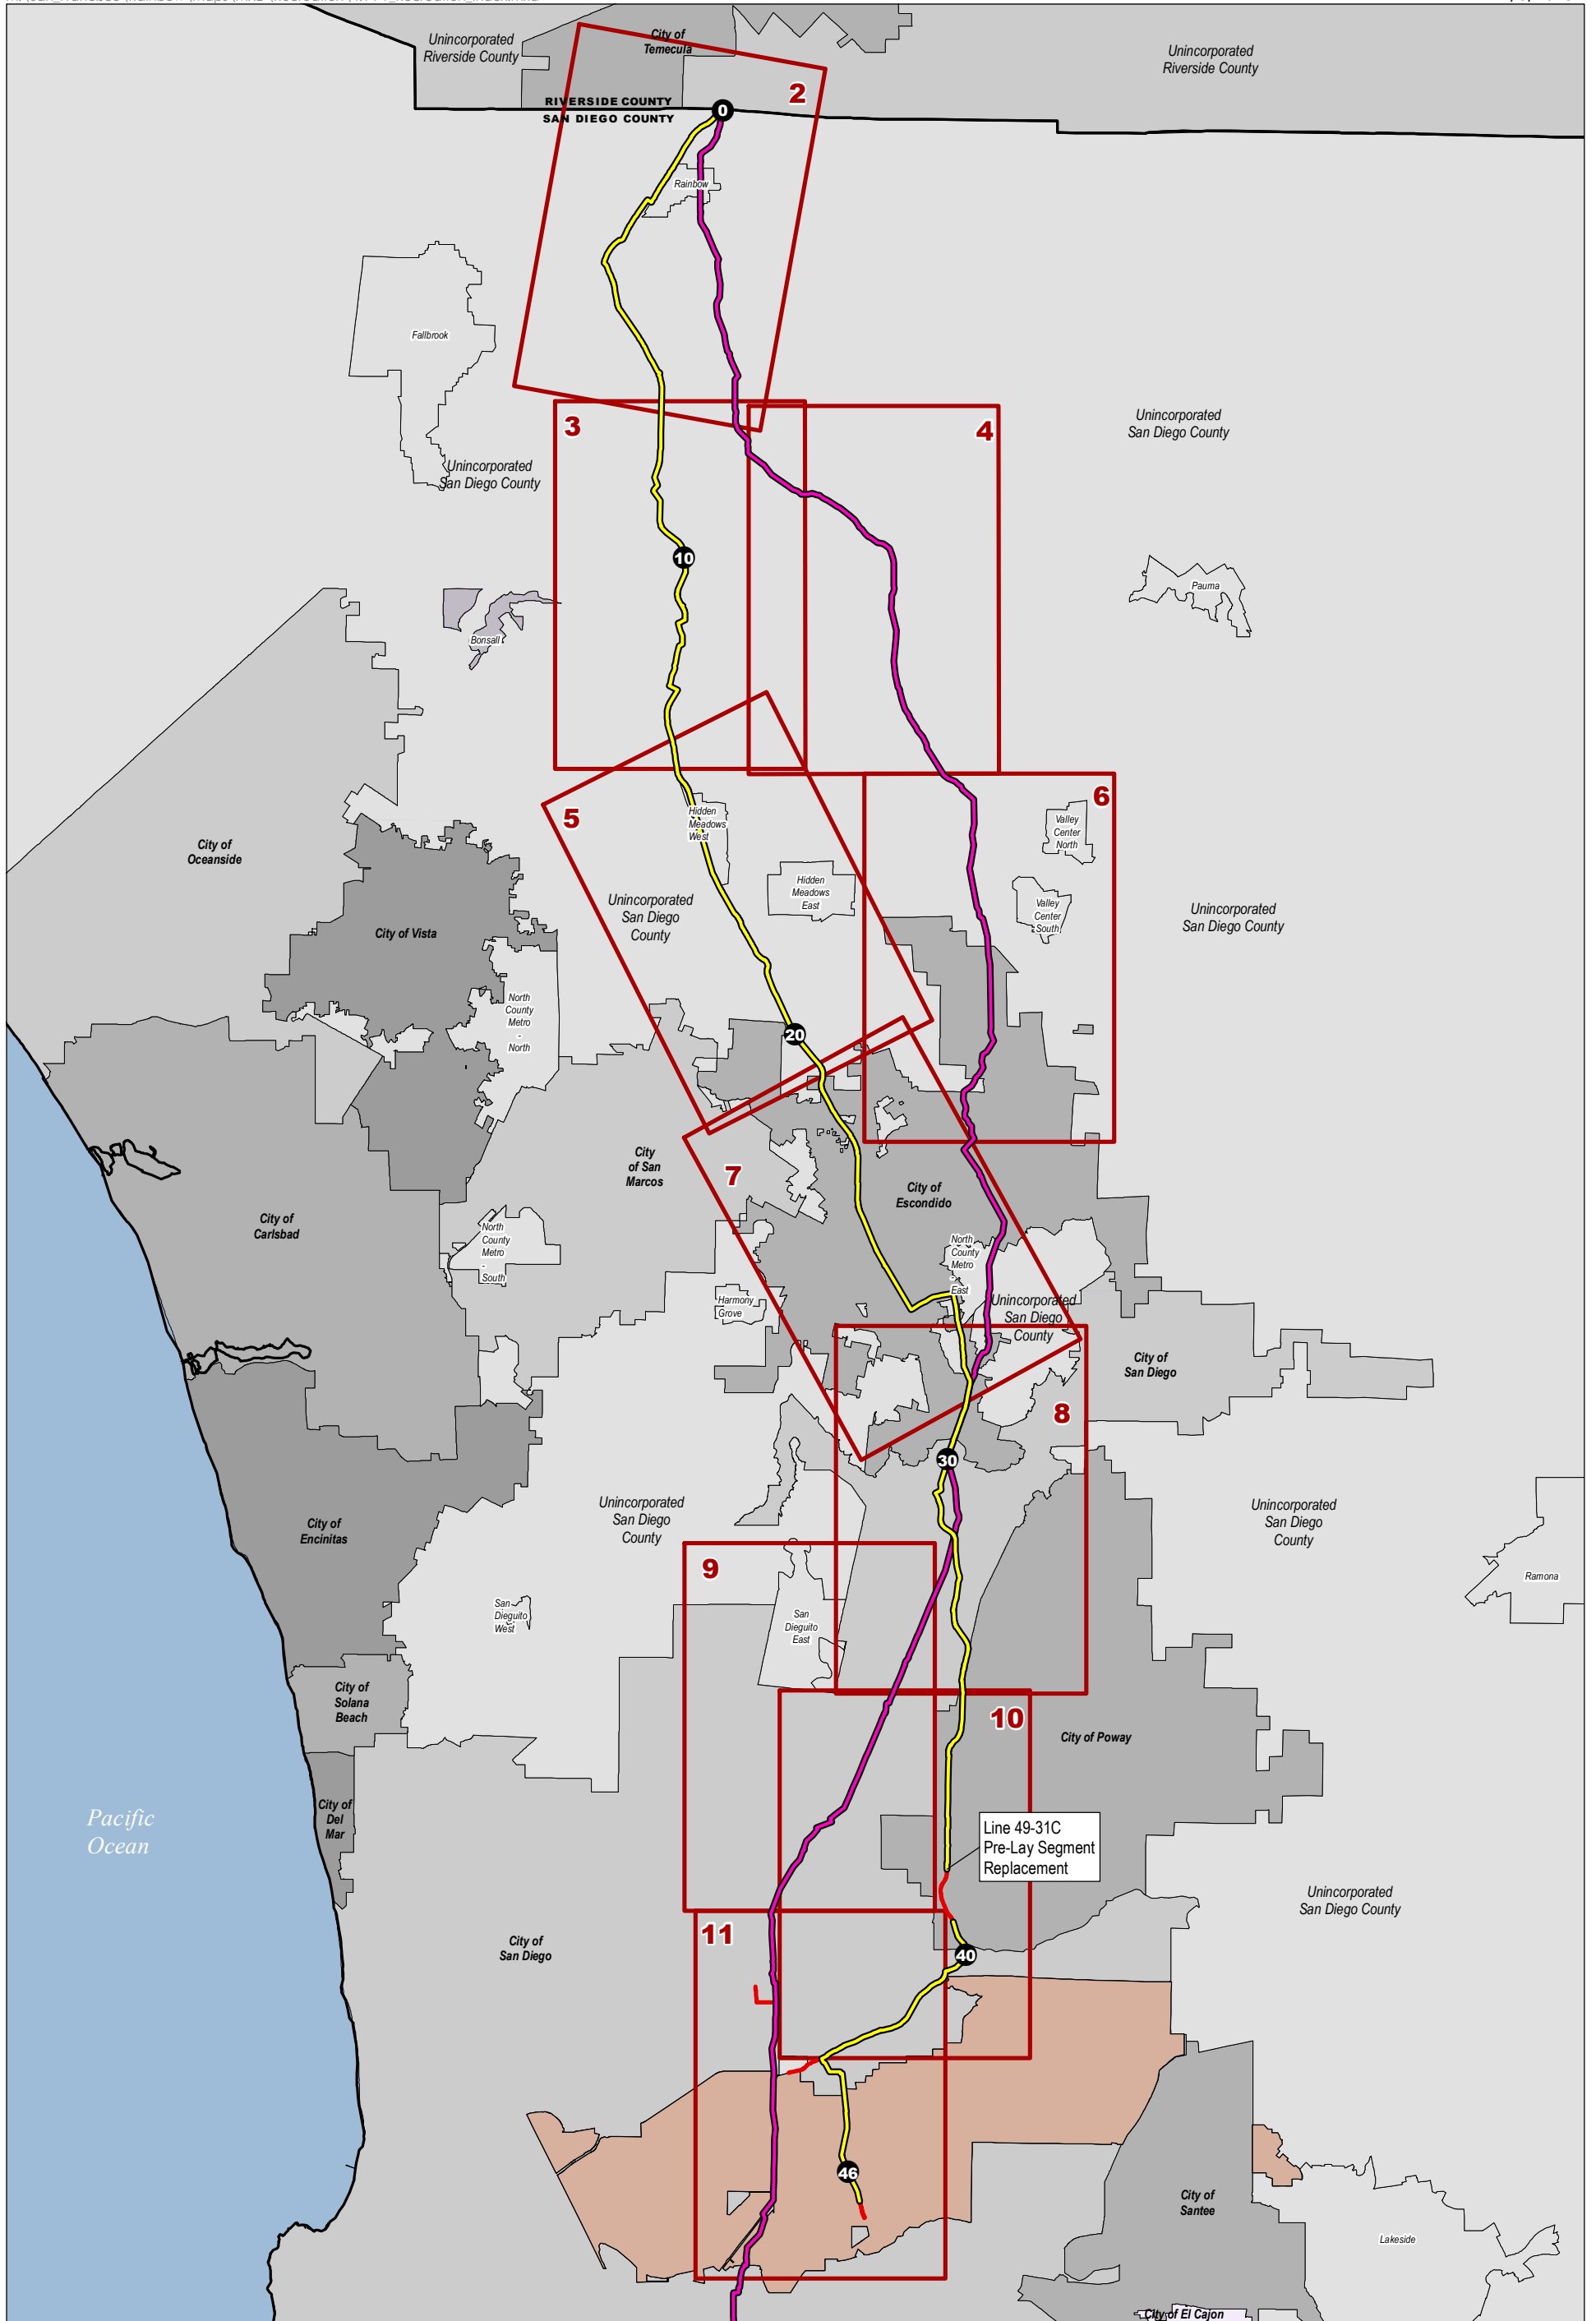 Unincorporated
Riverside County
City of
Temecula
Unincorporated
Riverside County
2
RIVERSIDE COUNTY
SAN DIEGO COUNTY
0
Rainbow
Fallbrook
3
4
Unincorporated
San Diego County
Unincorporated
San Diego County
10
Pauma
Bonsall
5
6
Hidden
Meadows
West
Valley
Center
North
City of
Oceanside
Hidden
Meadows
East
Unincorporated
San Diego
County
Valley
Center
South
Unincorporated
San Diego County
City of Vista
North
County
Metro
-
North
20
City
of San
Marcos
7
City of
Escondido
City of
Carlsbad
North
County
Metro
-
South
North
County
Metro
-
East
Harmony
Grove
Unincorporated
San Diego
County
City of
San Diego
8
30
Unincorporated
San Diego
County
Unincorporated
San Diego
County
City of
Encinitas
9
Ramona
San
Dieguito
West
San
Dieguito
East
City of
Solana
Beach
10
City of Poway
City of
Del
Mar
Pacific
Ocean
Line 49-31C
Pre-Lay Segment
Replacement
Unincorporated
San Diego County
11
City of
San Diego
40
46
City of
Santee
Lakeside
City of El Cajon